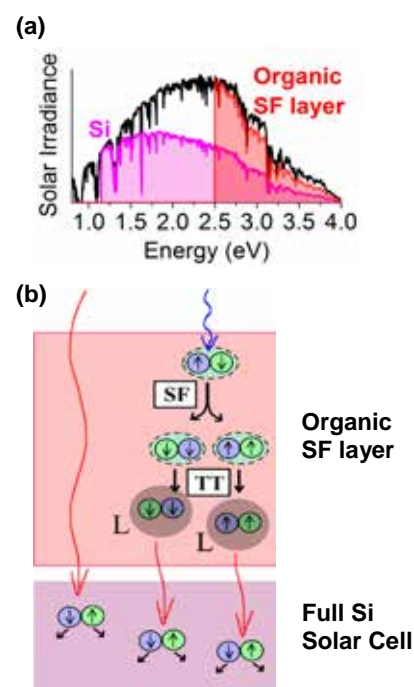 (a)
Solar Irradiance
Si
Organic
SF layer
1.0 1.5 2.0 2.5 3.0 3.5 4.0
Energy (eV)
(b)
SF
TT
L
L
Organic
SF layer
Full Si
Solar Cell